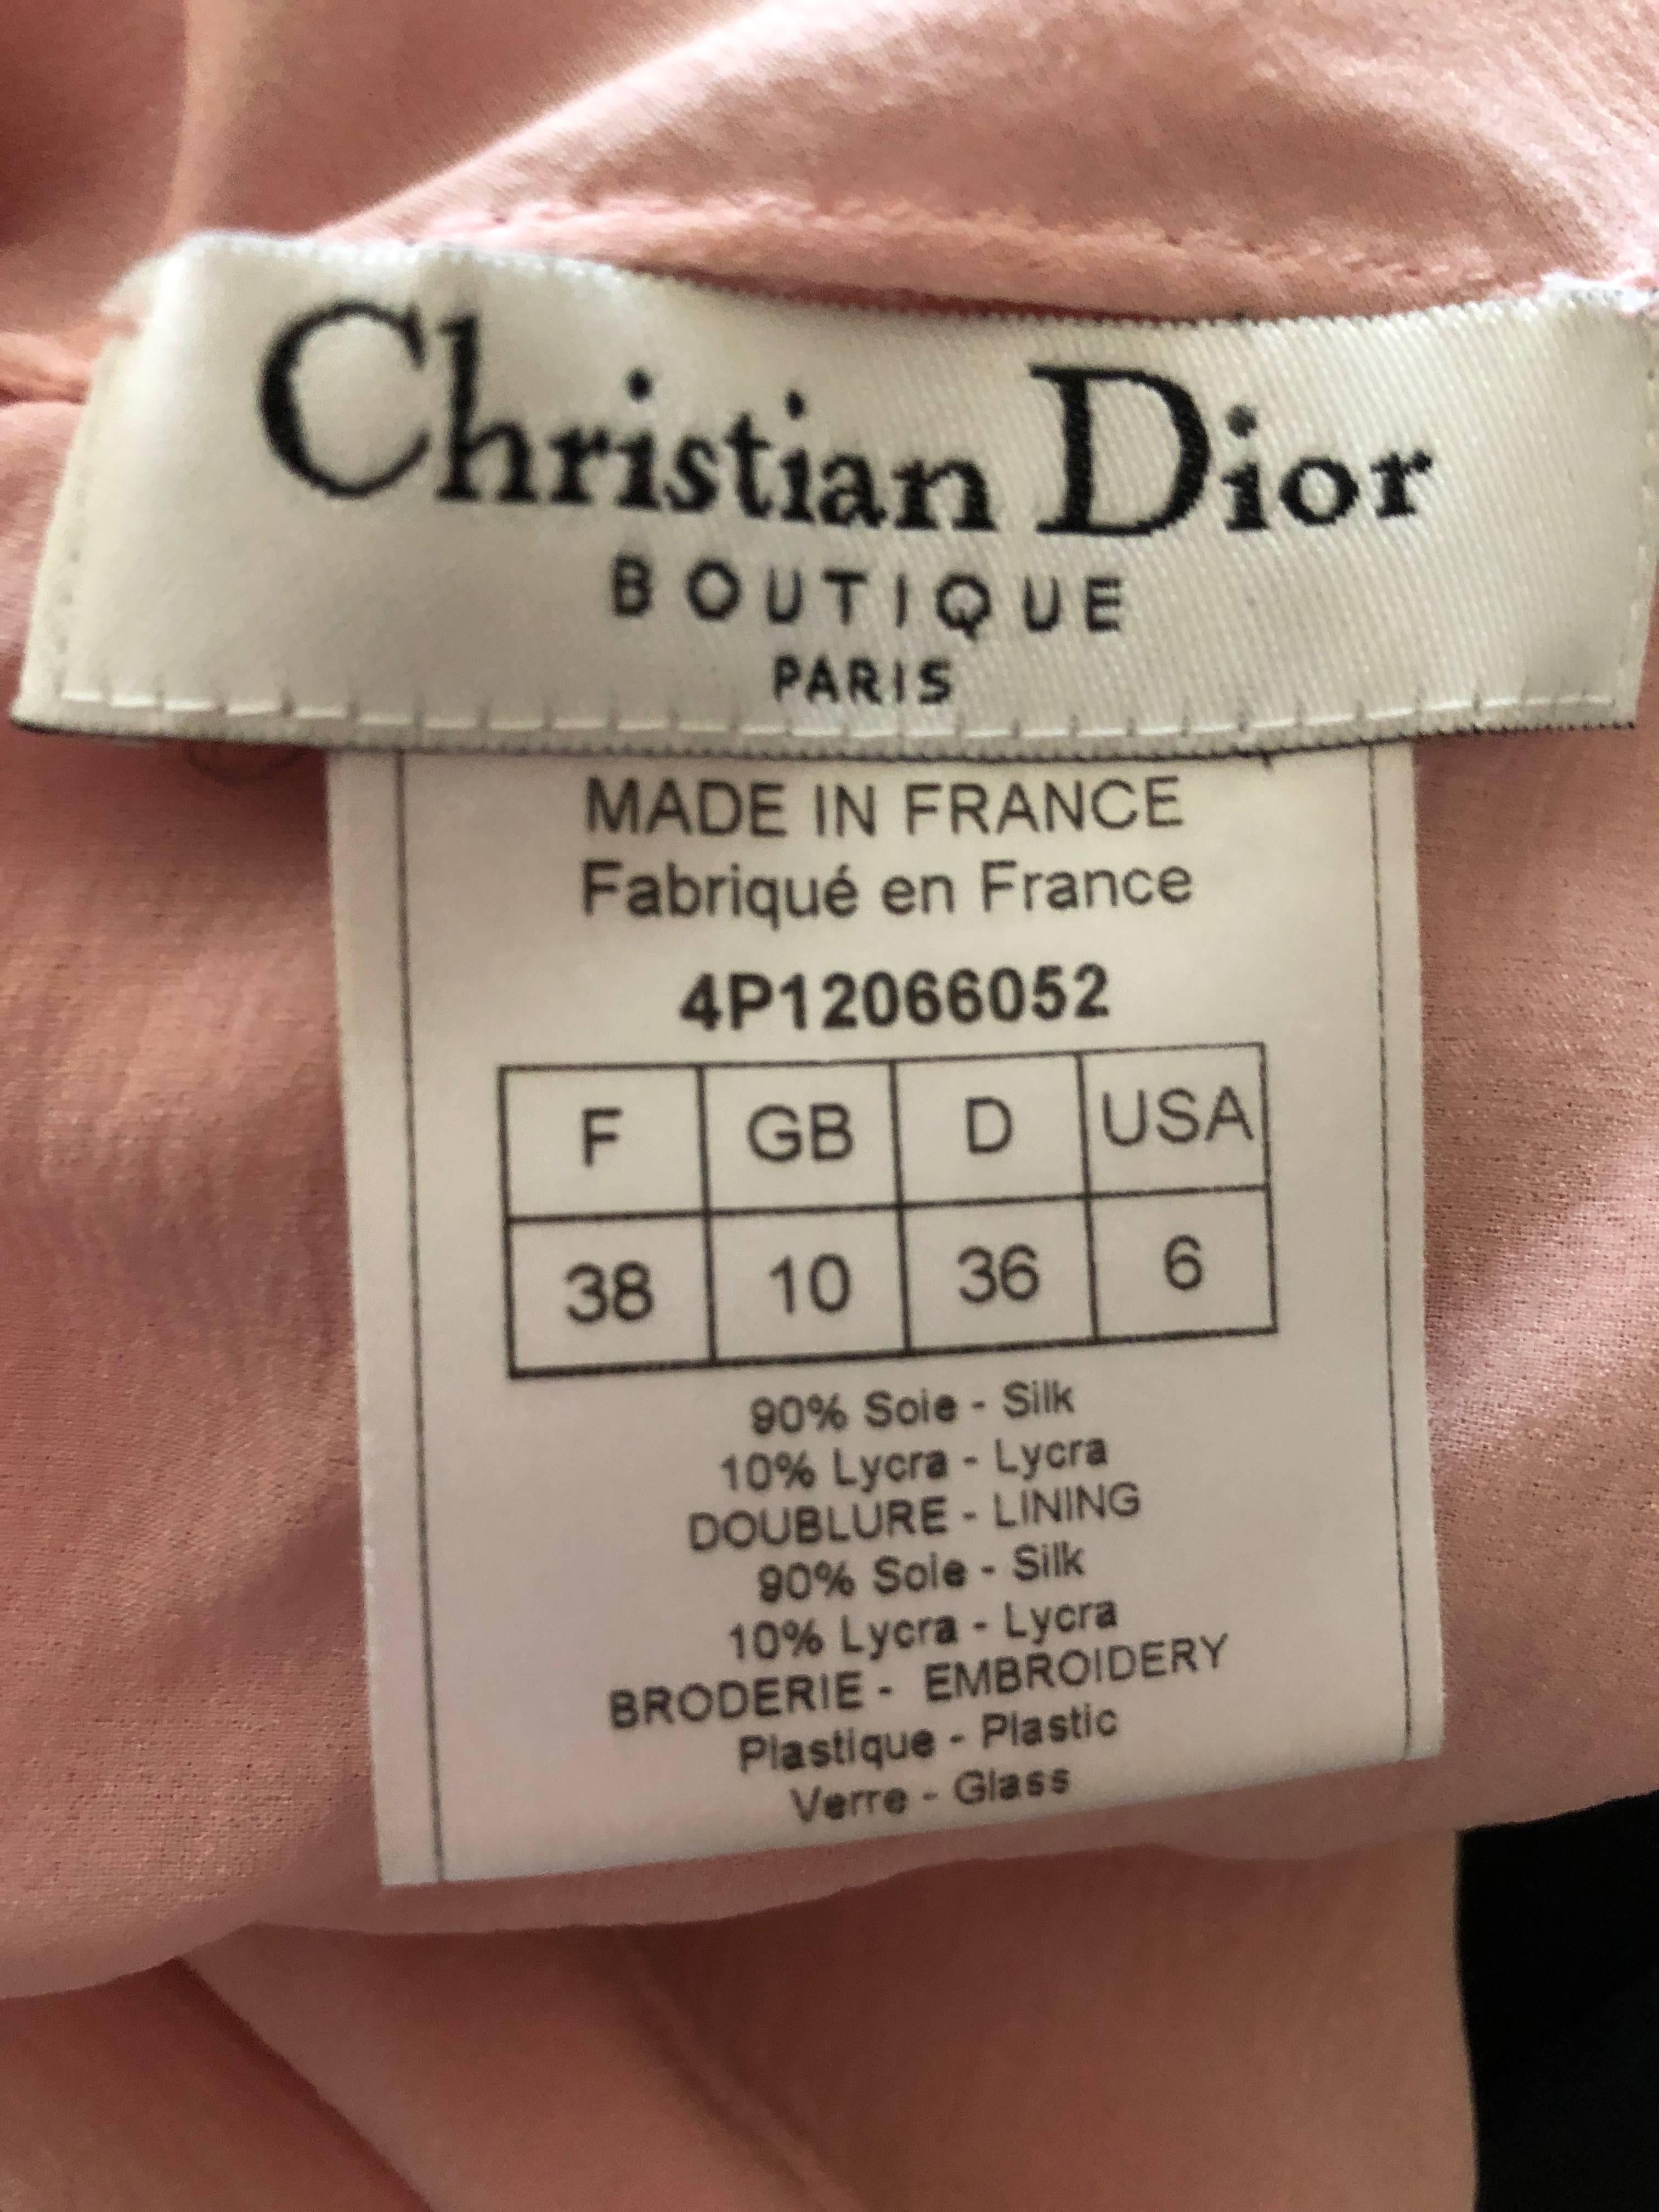 Christian Dior
BOUTIQUE
PARIS
MADE IN FRANCE
Fabriqué en France
4P12066052
F GB D USA
38 10 36 6
90% Soie - Silk
10% Lycra - Lycra
DOUBLURE - LINING
90% Soie - Silk
10% Lycra - Lycra
BRODERIE - EMBROIDERY
Plastique - Plastic
Verre - Glass